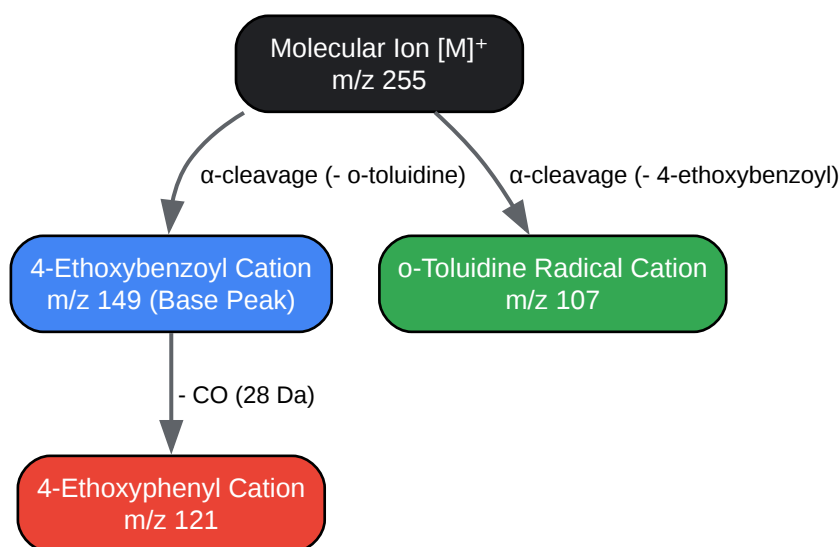 Molecular Ion [M]⁺
m/z 255
α-cleavage (- o-toluidine)
α-cleavage (- 4-ethoxybenzoyl)
4-Ethoxybenzoyl Cation
m/z 149 (Base Peak)
o-Toluidine Radical Cation
m/z 107
- CO (28 Da)
4-Ethoxyphenyl Cation
m/z 121